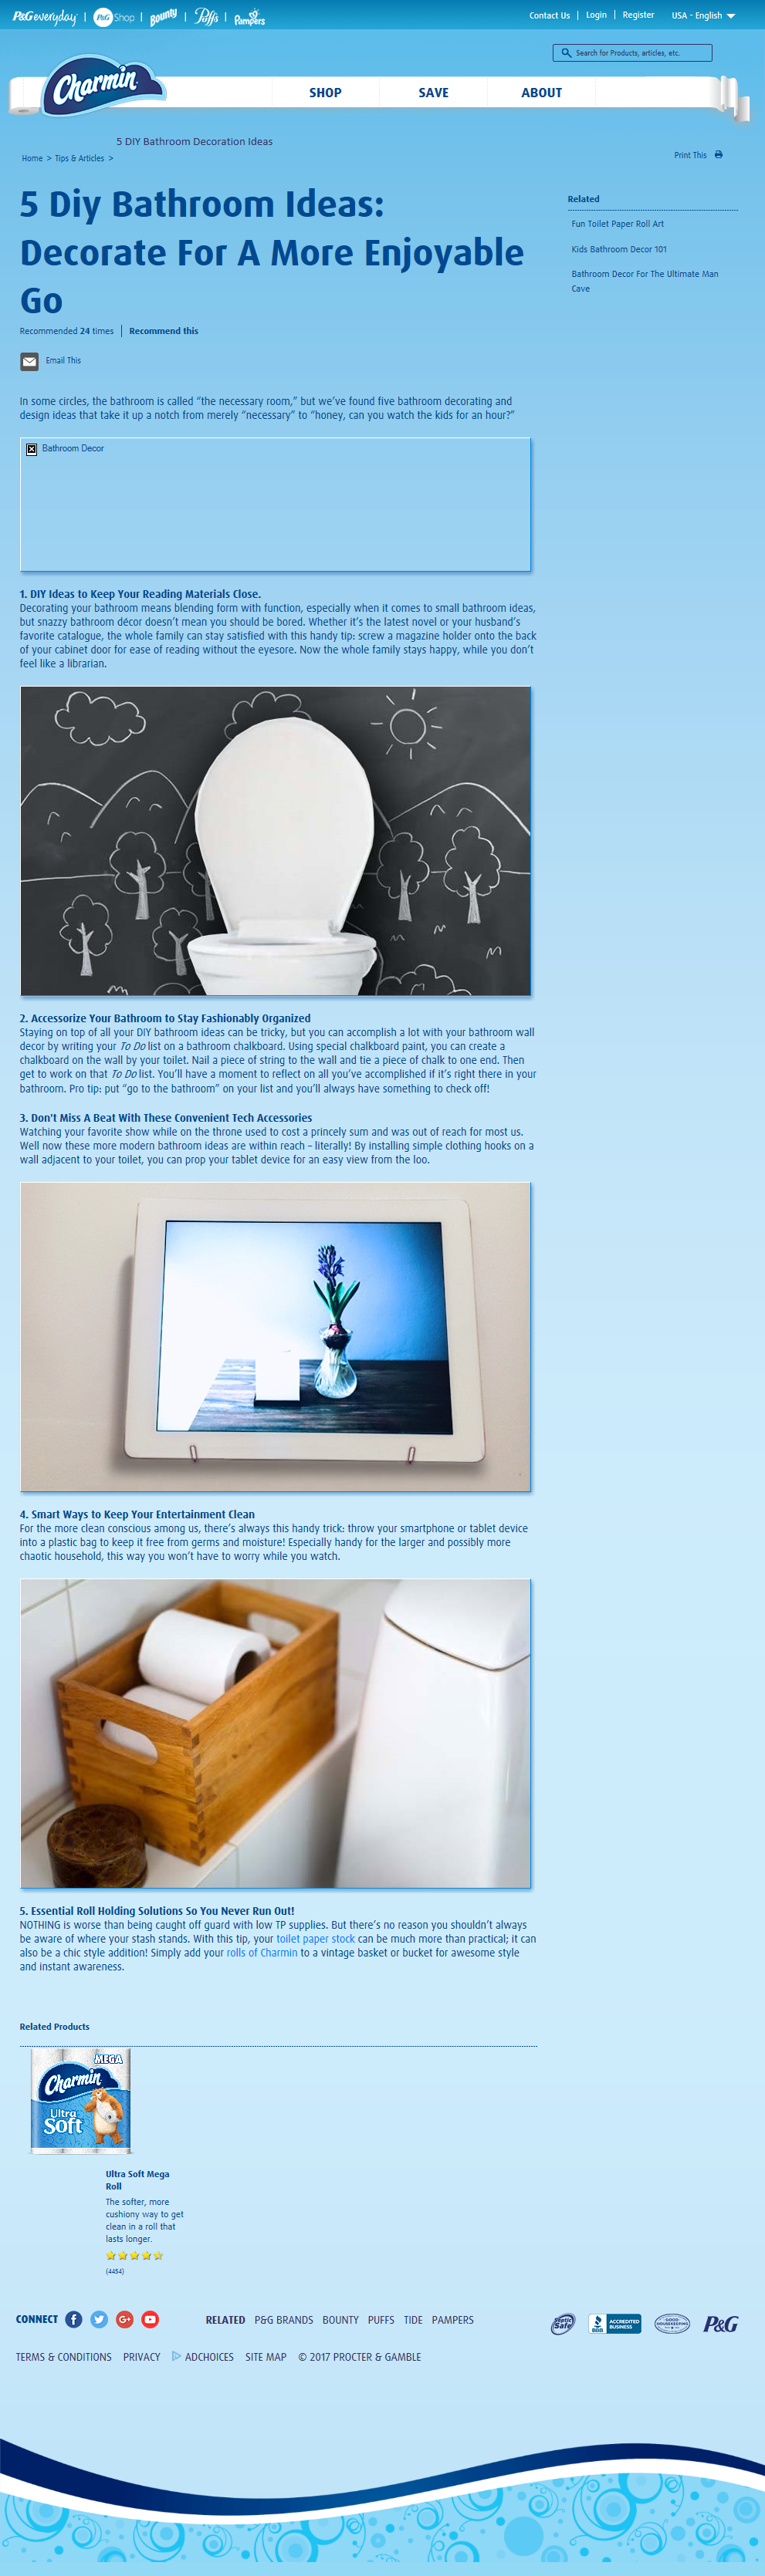 P&G everyday | P&G Shop | Bounty | Puffs | Pampers
Contact Us | Login | Register USA - English
Search for Products, articles, etc.
Charmin
SHOP SAVE ABOUT
5 DIY Bathroom Decoration Ideas
Home > Tips & Articles >
Print This
5 Diy Bathroom Ideas:
Decorate For A More Enjoyable
Go
Recommended 24 times | Recommend this
Email This
Related
Fun Toilet Paper Roll Art
Kids Bathroom Decor 101
Bathroom Decor For The Ultimate Man
Cave
In some circles, the bathroom is called “the necessary room,” but we’ve found five bathroom decorating and
design ideas that take it up a notch from merely “necessary” to “honey, can you watch the kids for an hour?”
Bathroom Decor
1. DIY Ideas to Keep Your Reading Materials Close.
Decorating your bathroom means blending form with function, especially when it comes to small bathroom ideas,
but snazzy bathroom décor doesn’t mean you should be bored. Whether it’s the latest novel or your husband’s
favorite catalogue, the whole family can stay satisfied with this handy tip: screw a magazine holder onto the back
of your cabinet door for ease of reading without the eyesore. Now the whole family stays happy, while you don’t
feel like a librarian.
2. Accessorize Your Bathroom to Stay Fashionably Organized
Staying on top of all your DIY bathroom ideas can be tricky, but you can accomplish a lot with your bathroom wall
decor by writing your To Do list on a bathroom chalkboard. Using special chalkboard paint, you can create a
chalkboard on the wall by your toilet. Nail a piece of string to the wall and tie a piece of chalk to one end. Then
get to work on that To Do list. You’ll have a moment to reflect on all you’ve accomplished if it’s right there in your
bathroom. Pro tip: put “go to the bathroom” on your list and you’ll always have something to check off!
3. Don't Miss A Beat With These Convenient Tech Accessories
Watching your favorite show while on the throne used to cost a princely sum and was out of reach for most us.
Well now these more modern bathroom ideas are within reach – literally! By installing simple clothing hooks on a
wall adjacent to your toilet, you can prop your tablet device for an easy view from the loo.
4. Smart Ways to Keep Your Entertainment Clean
For the more clean conscious among us, there’s always this handy trick: throw your smartphone or tablet device
into a plastic bag to keep it free from germs and moisture! Especially handy for the larger and possibly more
chaotic household, this way you won’t have to worry while you watch.
5. Essential Roll Holding Solutions So You Never Run Out!
NOTHING is worse than being caught off guard with low TP supplies. But there’s no reason you shouldn’t always
be aware of where your stash stands. With this tip, your toilet paper stock can be much more than practical; it can
also be a chic style addition! Simply add your rolls of Charmin to a vintage basket or bucket for awesome style
and instant awareness.
Related Products
MEGA
Charmin
Ultra
Soft
Ultra Soft Mega
Roll
The softer, more
cushiony way to get
clean in a roll that
lasts longer.
(4454)
CONNECT
RELATED P&G BRANDS BOUNTY PUFFS TIDE PAMPERS
Septic Safe
BBB ACCREDITED BUSINESS
GOOD HOUSEKEEPING
P&G
TERMS & CONDITIONS PRIVACY ADCHOICES SITE MAP © 2017 PROCTER & GAMBLE